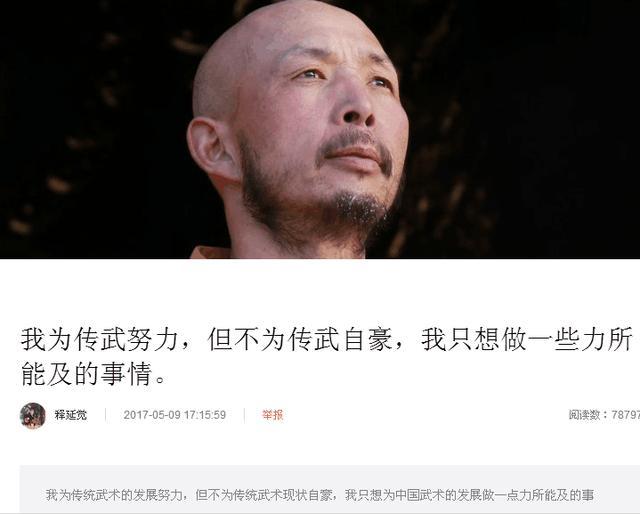 我为传武努力，但不为传武自豪，我只想做一些力所
能及的事情。
释延觉 2017-05-09 17:15:59 举报 阅读数：78797
我为传统武术的发展努力，但不为传统武术现状自豪，我只想为中国武术的发展做一点力所能及的事